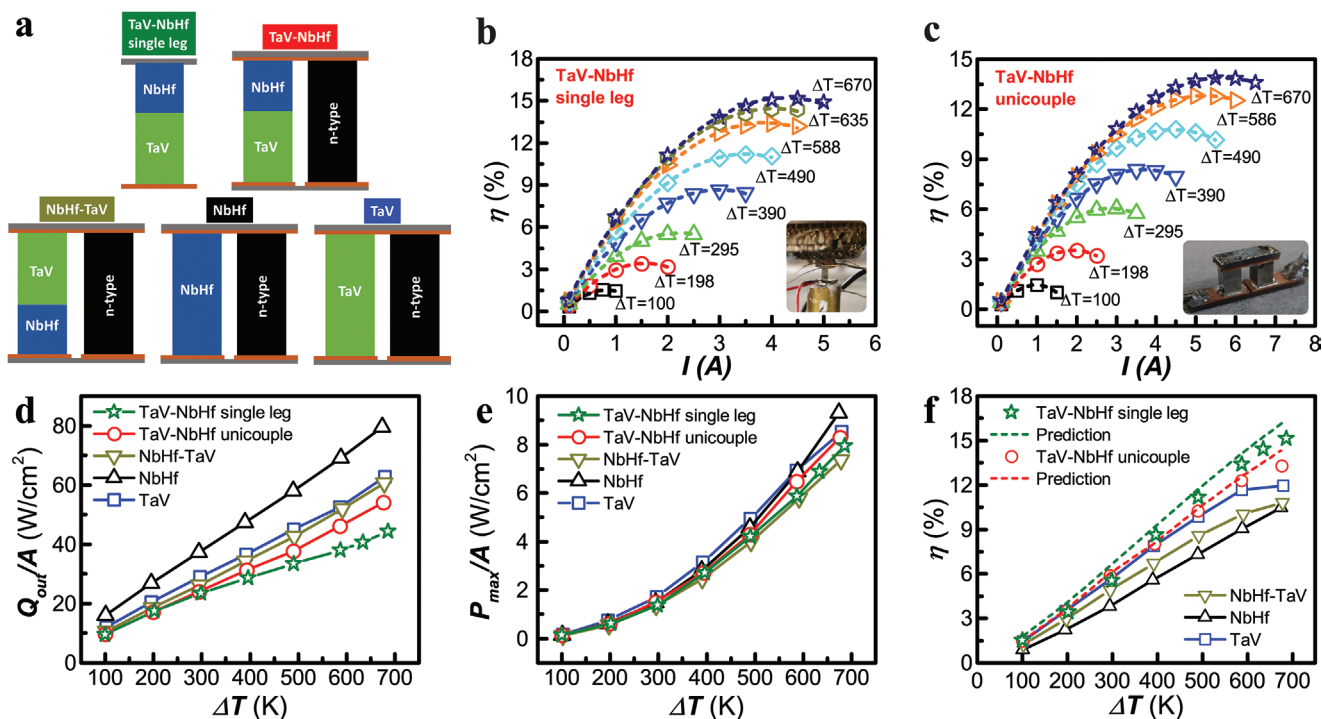 a
TaV-NbHf
single leg
NbHf
TaV
TaV-NbHf
NbHf
TaV
n-type
NbHf-TaV
TaV
NbHf
n-type
NbHf
NbHf
n-type
TaV
TaV
n-type
b
TaV-NbHf
single leg
η (%)
18
15
12
9
6
3
0
ΔT=670
ΔT=635
ΔT=588
ΔT=490
ΔT=390
ΔT=295
ΔT=198
ΔT=100
0 1 2 3 4 5 6
I (A)
c
TaV-NbHf
unicouple
η (%)
15
12
9
6
3
0
ΔT=670
ΔT=586
ΔT=490
ΔT=390
ΔT=295
ΔT=198
ΔT=100
0 1 2 3 4 5 6 7 8
I (A)
d
TaV-NbHf single leg
TaV-NbHf unicouple
NbHf-TaV
NbHf
TaV
Qout/A (W/cm²)
80
60
40
20
0
100 200 300 400 500 600 700
ΔT (K)
e
TaV-NbHf single leg
TaV-NbHf unicouple
NbHf-TaV
NbHf
TaV
Pmax/A (W/cm²)
10
8
6
4
2
0
100 200 300 400 500 600 700
ΔT (K)
f
TaV-NbHf single leg
Prediction
TaV-NbHf unicouple
Prediction
NbHf-TaV
NbHf
TaV
η (%)
18
15
12
9
6
3
0
0 100 200 300 400 500 600 700
ΔT (K)